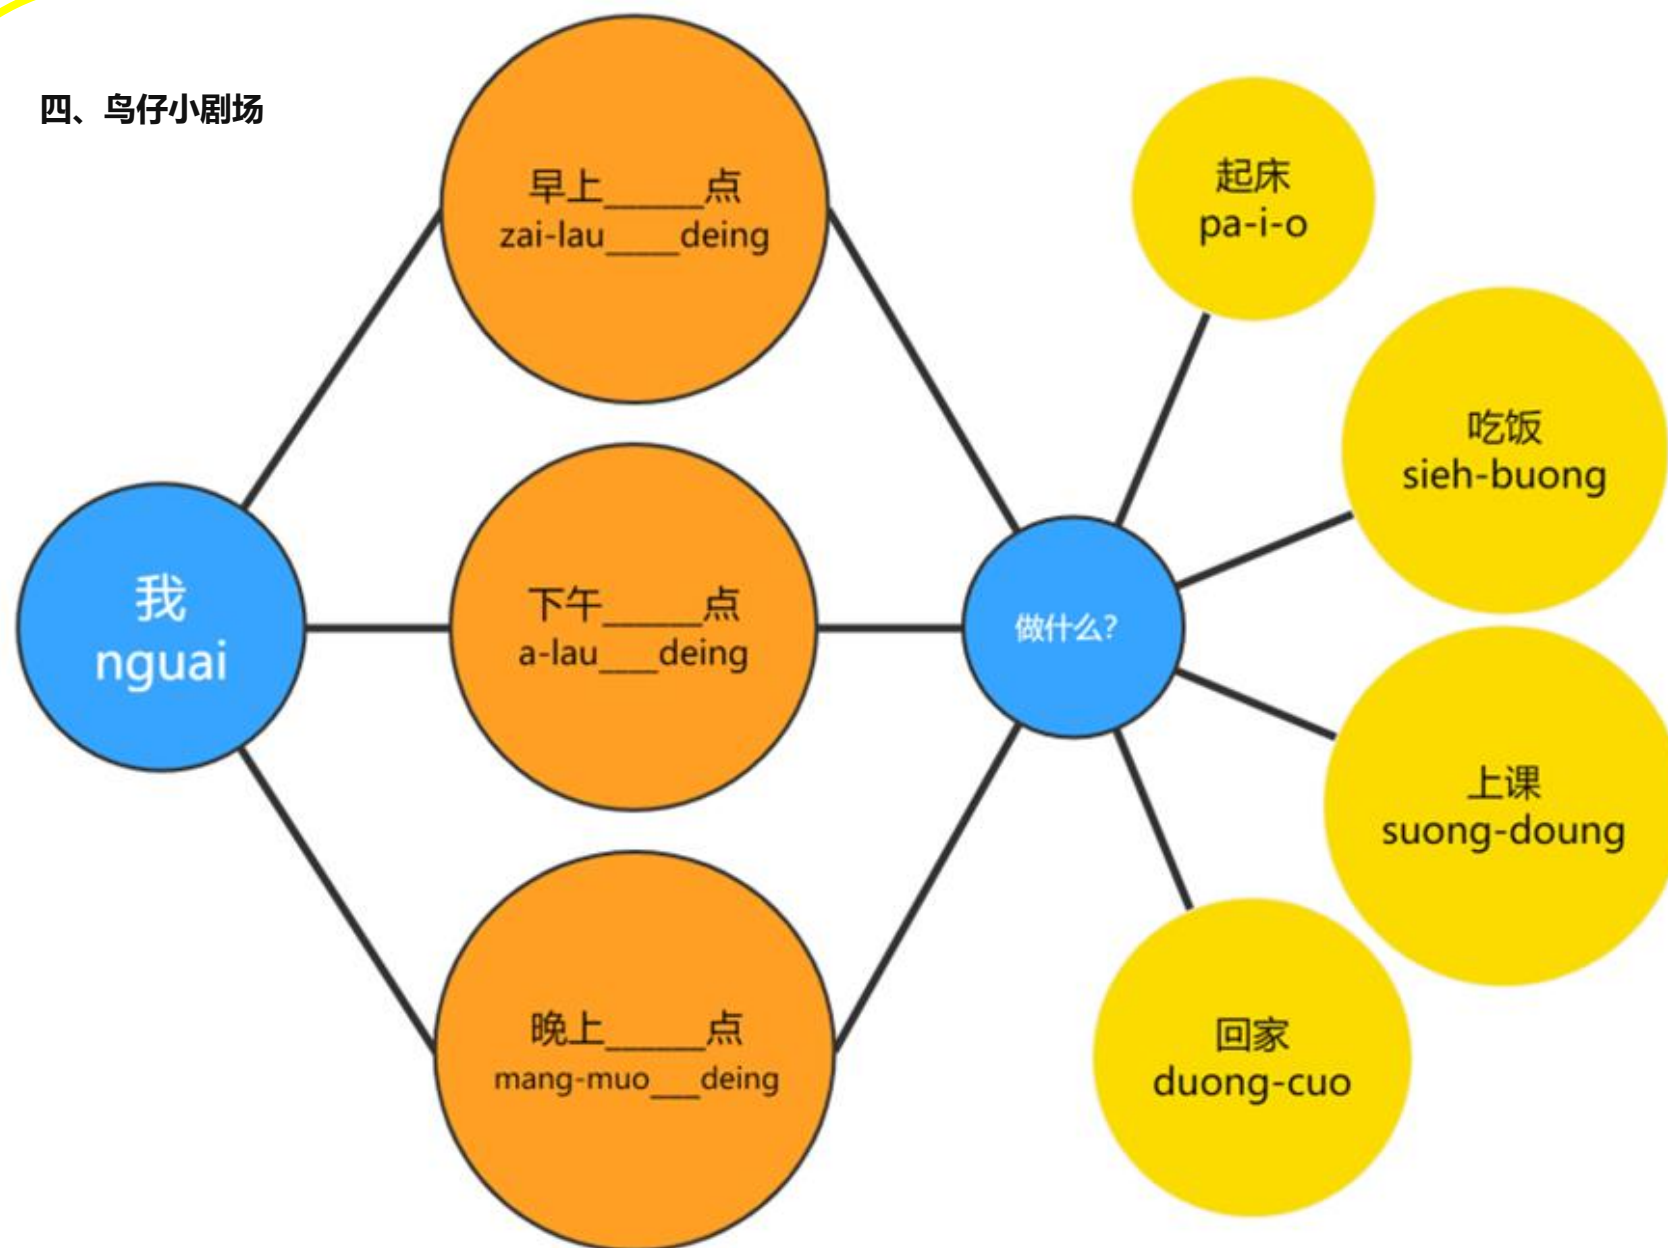 四、鸟仔小剧场
早上_____点
zai-lau____deing
下午_____点
a-lau___deing
晚上_____点
mang-muo___deing
我
nguai
做什么?
起床
pa-i-o
吃饭
sieh-buong
上课
suong-doung
回家
duong-cuo